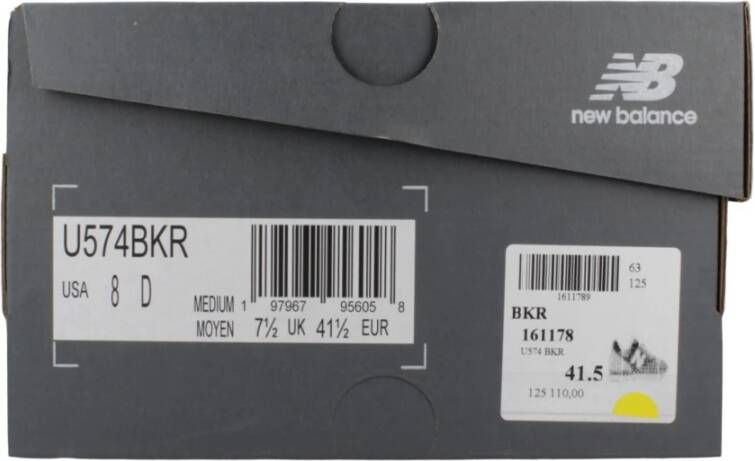 NB
new balance
U574BKR
USA 8 D
MEDIUM 1 97967 95605 8
MOYEN 7½ UK 41½ EUR
63
125
1611789
BKR
161178
U574 BKR
41.5
125 110,00